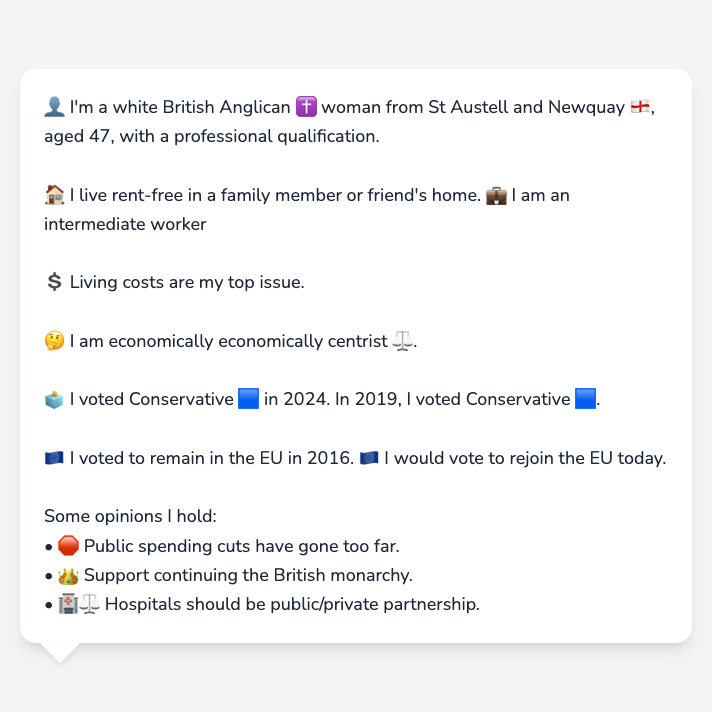 👤 I'm a white British Anglican ✝️ woman from St Austell and Newquay 🏴󠁧󠁢󠁥󠁮󠁧󠁿,
aged 47, with a professional qualification.
🏠 I live rent-free in a family member or friend's home. 💼 I am an
intermediate worker
💲 Living costs are my top issue.
🤔 I am economically economically centrist ⚖️.
🗳️ I voted Conservative 🟦 in 2024. In 2019, I voted Conservative 🟦.
🇪🇺 I voted to remain in the EU in 2016. 🇪🇺 I would vote to rejoin the EU today.
Some opinions I hold:
• 🛑 Public spending cuts have gone too far.
• 👑 Support continuing the British monarchy.
• 🏥⚖️ Hospitals should be public/private partnership.